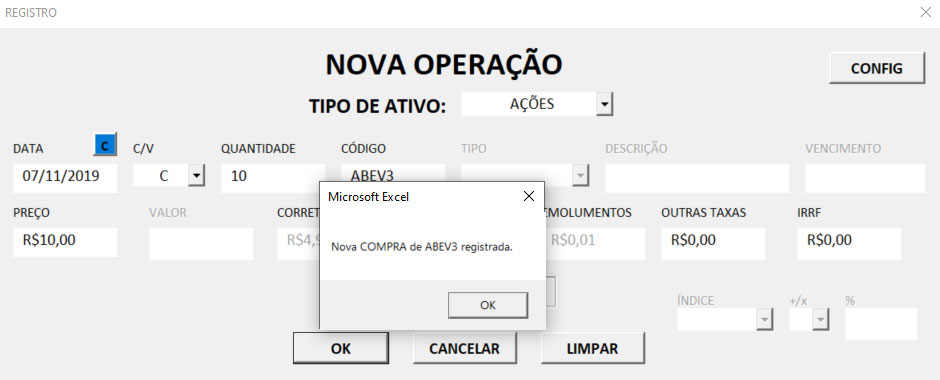 REGISTRO
NOVA OPERAÇÃO
CONFIG
TIPO DE ATIVO: AÇÕES
DATA C C/V QUANTIDADE CÓDIGO TIPO DESCRIÇÃO VENCIMENTO
07/11/2019 C 10 ABEV3
Microsoft Excel
PREÇO VALOR CORRET EMOLUMENTOS OUTRAS TAXAS IRRF
R$10,00 R$4,9 R$0,01 R$0,00 R$0,00
Nova COMPRA de ABEV3 registrada.
OK
ÍNDICE +/x %
OK CANCELAR LIMPAR